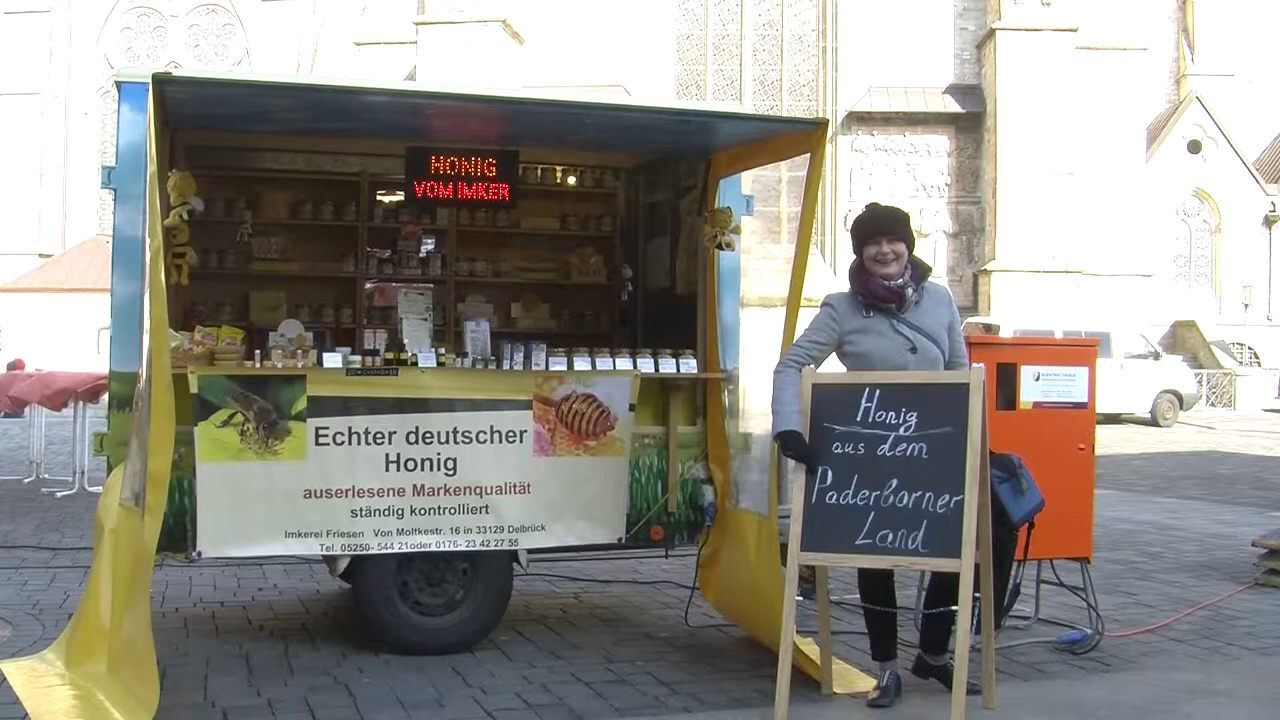 HONIG
VOM IMKER
Echter deutscher
Honig
auserlesene Markenqualität
ständig kontrolliert
Imkerei Friesen Von Moltkestr. 16 in 33129 Delbrück
Tel. 05250- 544 21oder 0176- 23 42 27 55
Honig
aus dem
Paderborner
Land